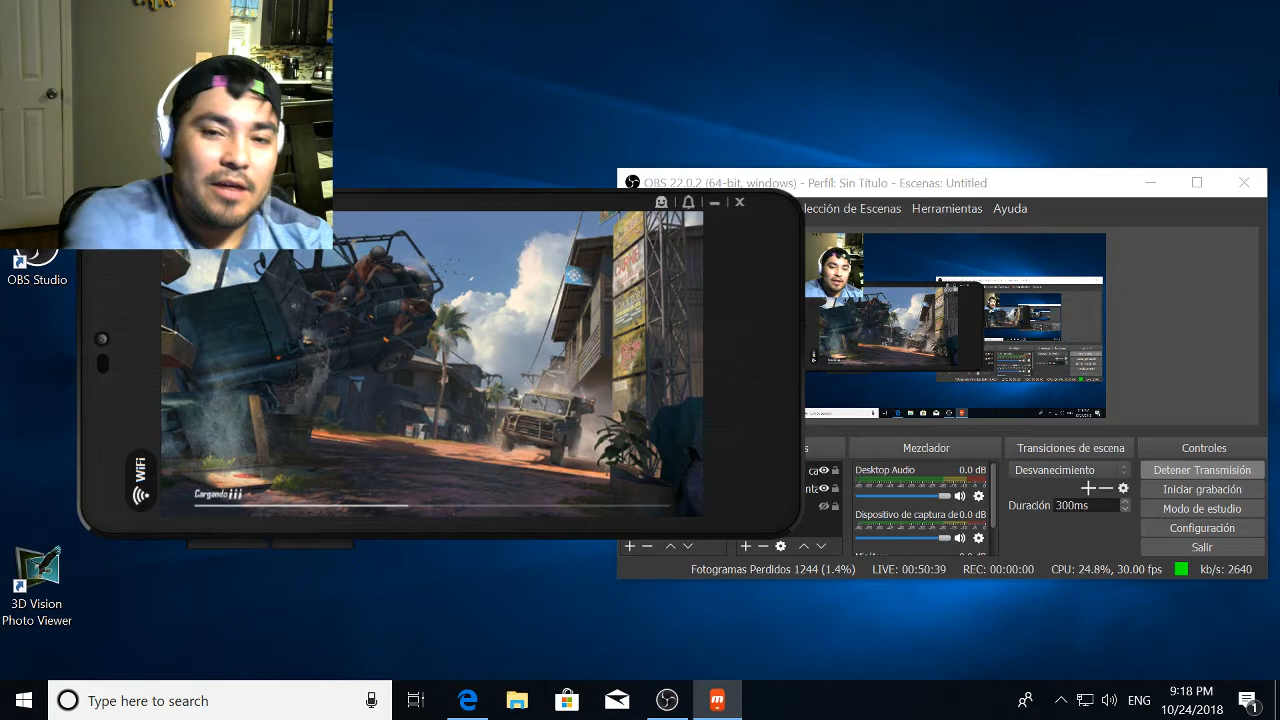 OBS 22.0.2 (64-bit, windows) - Perfil: Sin Título - Escenas: Untitled
lección de Escenas
Herramientas
Ayuda
OBS Studio
WiFi
Cargando
s
Mezclador
Transiciones de escena
Controles
ca
Desktop Audio
0.0 dB
Dispositivo de captura de
0.0 dB
Desvanecimiento
Duración
300ms
Detener Transmisión
Iniciar grabación
Modo de estudio
Configuración
Salir
Fotogramas Perdidos 1244 (1.4%)
LIVE: 00:50:39
REC: 00:00:00
CPU: 24.8%, 30.00 fps
kb/s: 2640
3D Vision
Photo Viewer
Type here to search
ENG
9:18 PM
10/24/2018
1